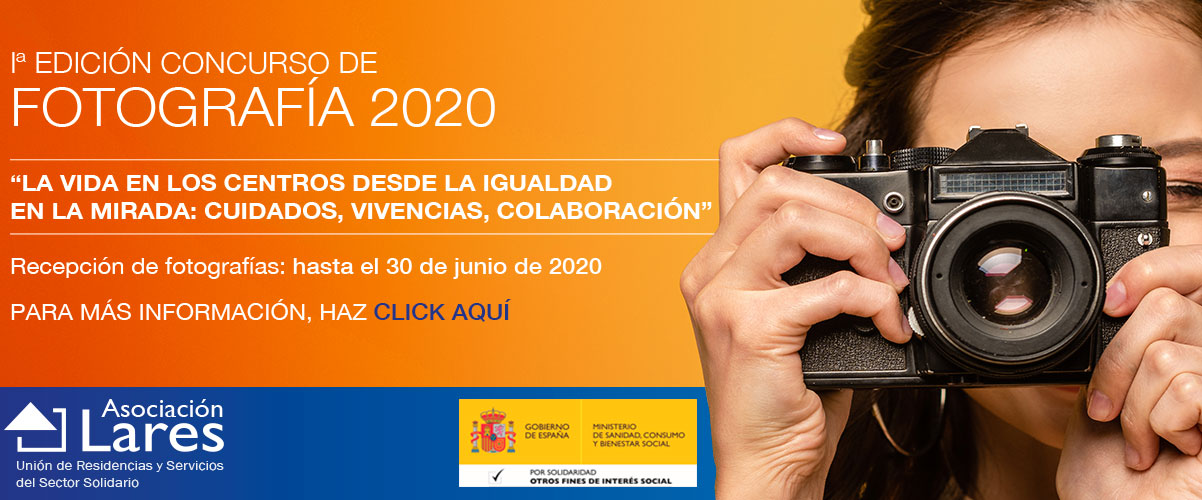 Iª EDICIÓN CONCURSO DE
FOTOGRAFÍA 2020
“LA VIDA EN LOS CENTROS DESDE LA IGUALDAD
EN LA MIRADA: CUIDADOS, VIVENCIAS, COLABORACIÓN”
Recepción de fotografías: hasta el 30 de junio de 2020
PARA MÁS INFORMACIÓN, HAZ CLICK AQUÍ
Asociación
Lares
Unión de Residencias y Servicios
del Sector Solidario
GOBIERNO
DE ESPAÑA
MINISTERIO
DE SANIDAD, CONSUMO
Y BIENESTAR SOCIAL
POR SOLIDARIDAD
OTROS FINES DE INTERÉS SOCIAL